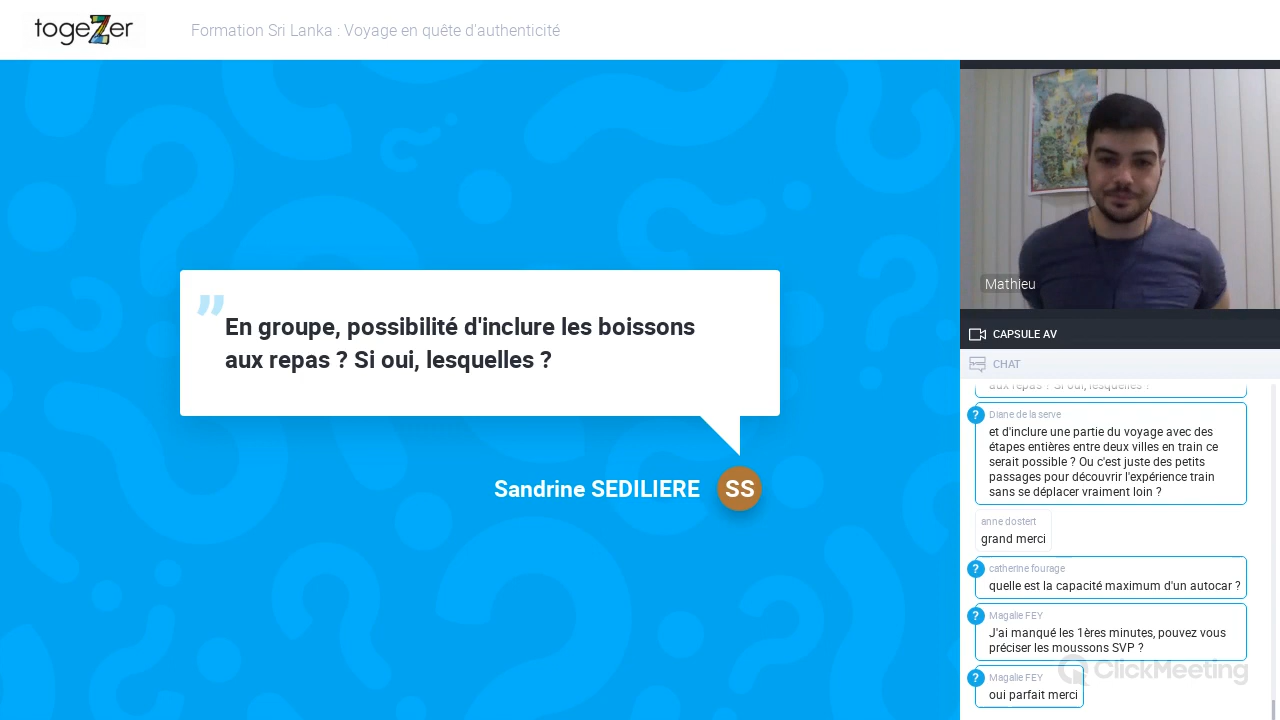 togeZer
Formation Sri Lanka : Voyage en quête d'authenticité
En groupe, possibilité d'inclure les boissons
aux repas ? Si oui, lesquelles ?
Sandrine SEDILIERE
SS
Mathieu
CAPSULE AV
CHAT
aux repas ? Si oui, lesquelles ?
?
Diane de la serve
et d'inclure une partie du voyage avec des
étapes entières entre deux villes en train ce
serait possible ? Ou c'est juste des petits
passages pour découvrir l'expérience train
sans se déplacer vraiment loin ?
anne dostert
grand merci
?
catherine fourage
quelle est la capacité maximum d'un autocar ?
?
Magalie FEY
J'ai manqué les 1ères minutes, pouvez vous
préciser les moussons SVP ?
ClickMeeting
?
Magalie FEY
oui parfait merci